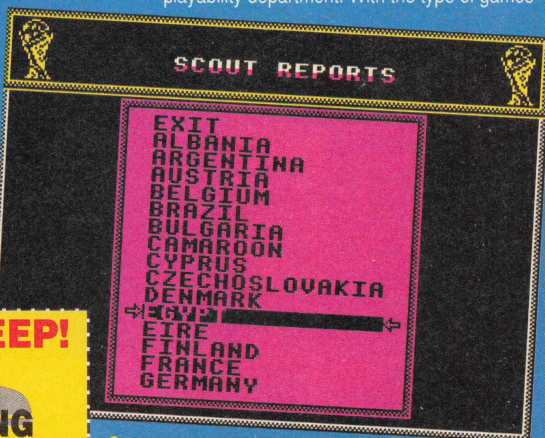 playability department. With the type of games
SCOUT REPORTS
EXIT
ALBANIA
ARGENTINA
AUSTRIA
BELGIUM
BRAZIL
BULGARIA
CAMAROON
CYPRUS
CZECHOSLOVAKIA
DENMARK
EGYPT
EIRE
FINLAND
FRANCE
GERMANY
EEP!
NG